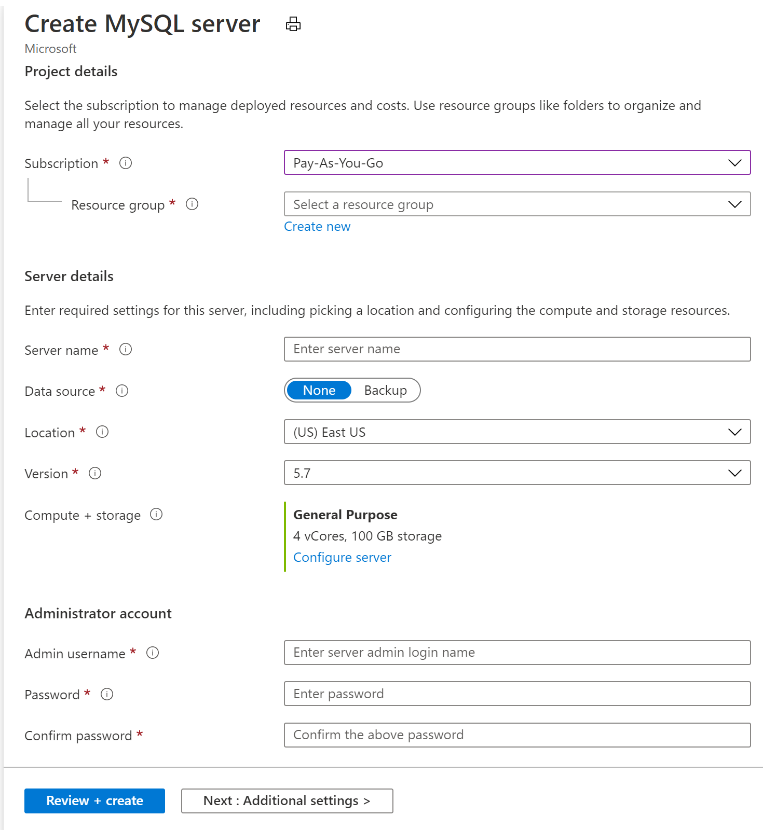 Create MySQL server
Microsoft
Project details
Select the subscription to manage deployed resources and costs. Use resource groups like folders to organize and
manage all your resources.
Subscription *
Pay-As-You-Go
Resource group *
Select a resource group
Create new
Server details
Enter required settings for this server, including picking a location and configuring the compute and storage resources.
Server name *
Enter server name
Data source *
None Backup
Location *
(US) East US
Version *
5.7
Compute + storage
General Purpose
4 vCores, 100 GB storage
Configure server
Administrator account
Admin username *
Enter server admin login name
Password *
Enter password
Confirm password *
Confirm the above password
Review + create
Next : Additional settings >